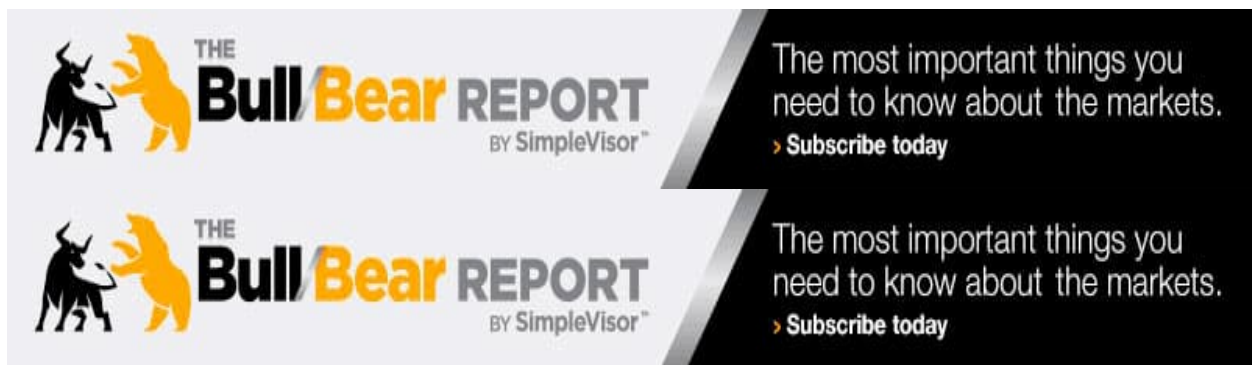 THE
Bull/Bear REPORT
BY SimpleVisor™
The most important things you
need to know about the markets.
› Subscribe today
THE
Bull/Bear REPORT
BY SimpleVisor™
The most important things you
need to know about the markets.
› Subscribe today